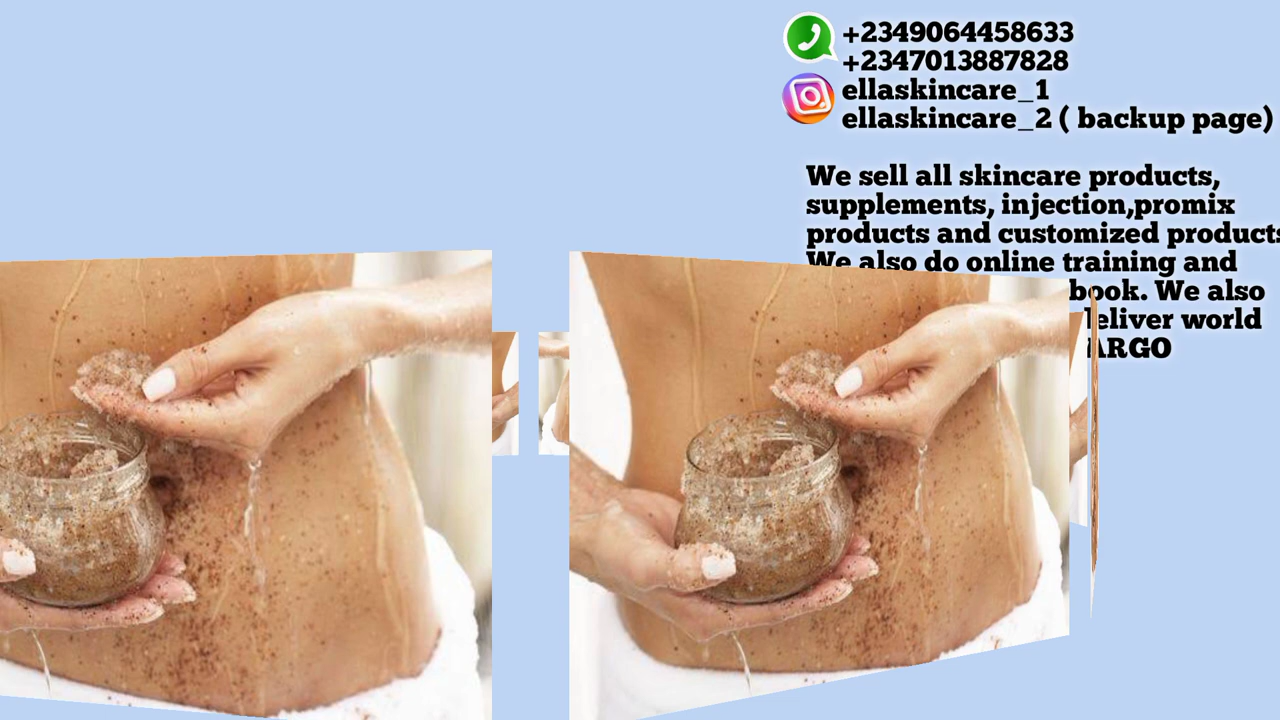 +2349064458633
+2347013887828
ellaskincare_1
ellaskincare_2 ( backup page)
We sell all skincare products,
supplements, injection,promix
products and customized products
We also do online training and
book. We also
deliver world
ARGO